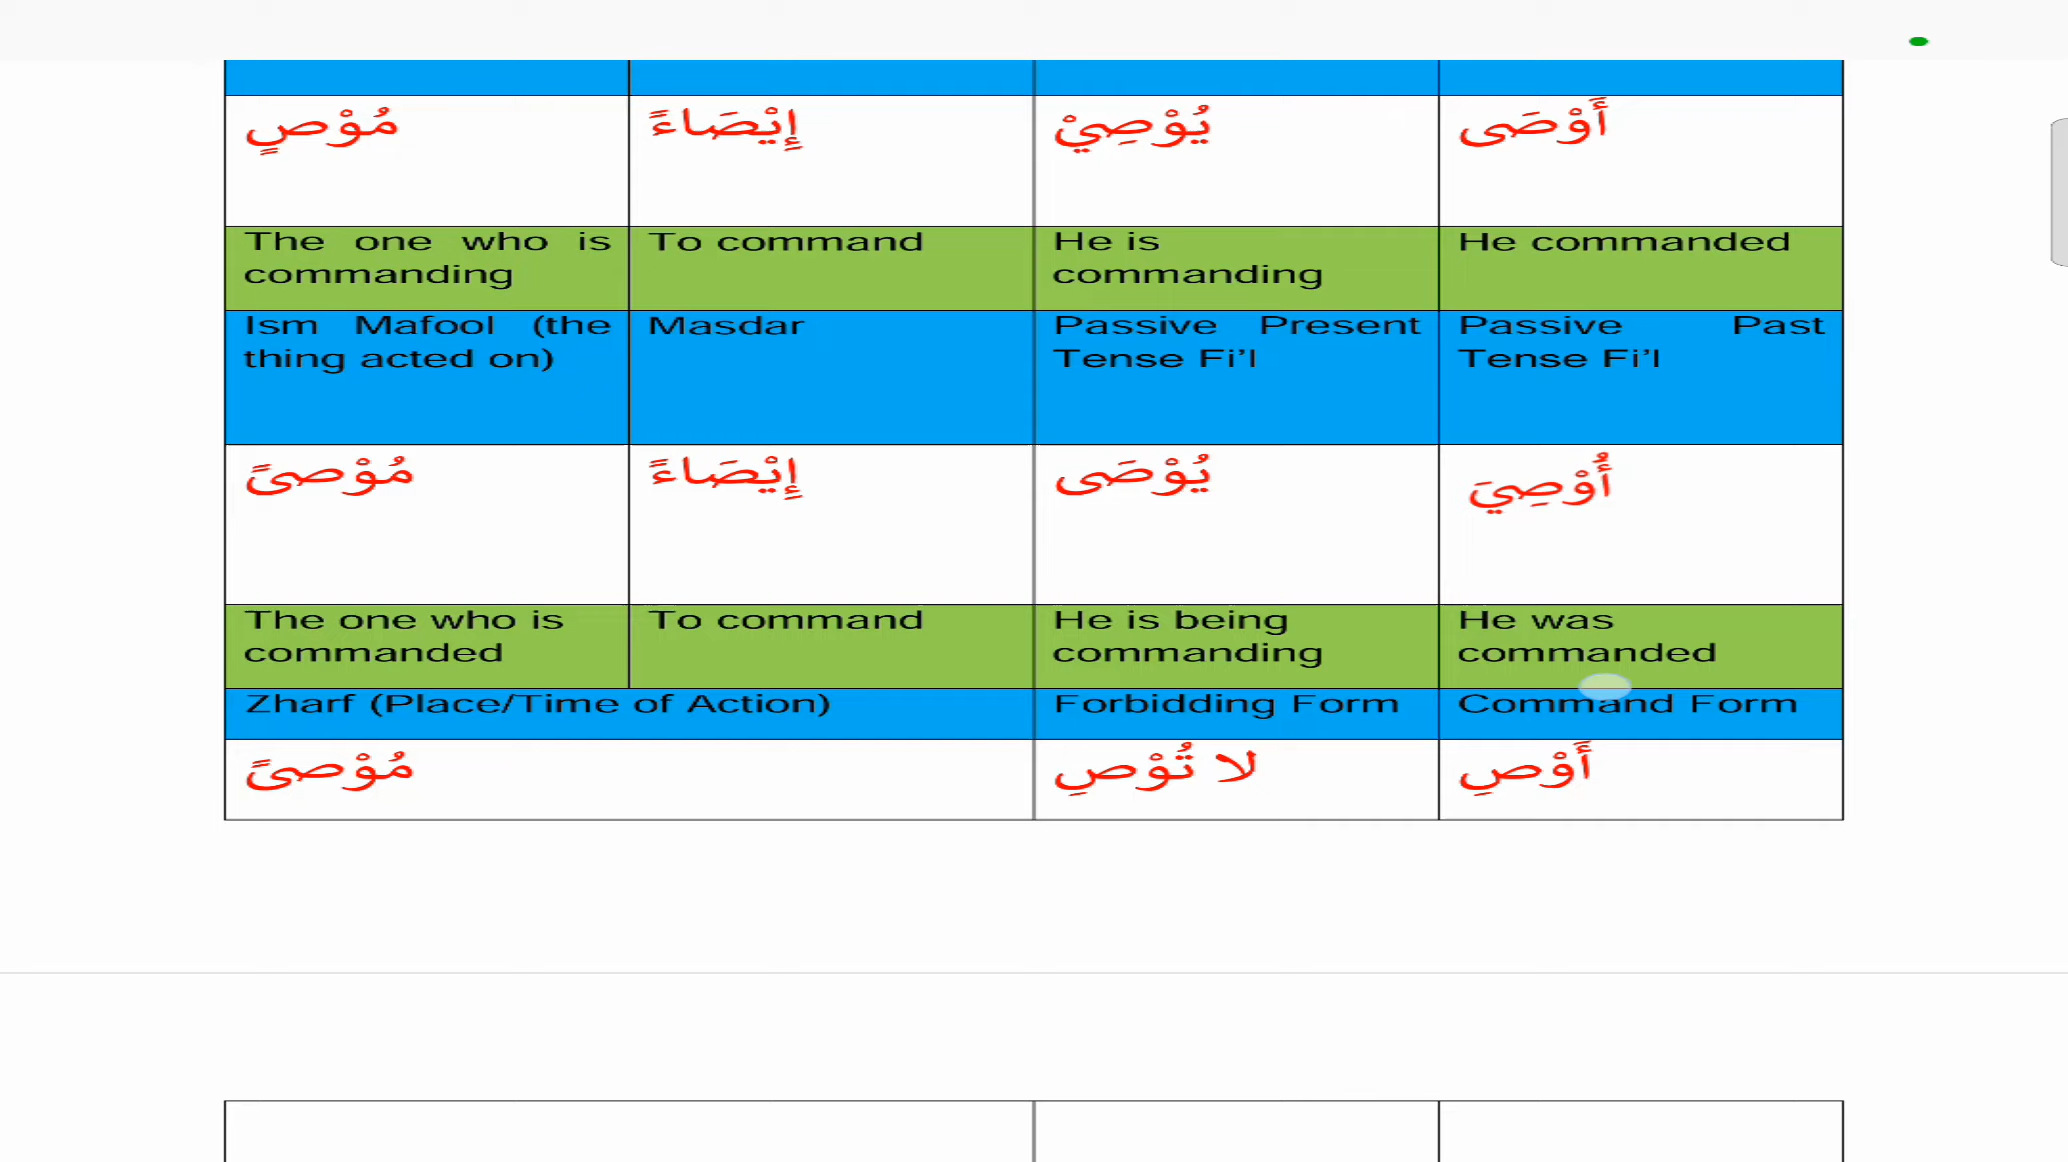 مُوْصٍ إِيْصَاءً يُوْصِيْ أَوْصَى
The one who is To command He is He commanded
commanding commanding
Ism Mafool (the Masdar Passive Present Passive Past
thing acted on) Tense Fi’l Tense Fi’l
مُوْصىً إِيْصَاءً يُوْصَى أُوْصِيَ
The one who is To command He is being He was
commanded commanding commanded
Zharf (Place/Time of Action) Forbidding Form Command Form
مُوْصىً لا تُوْصِ أَوْصِ